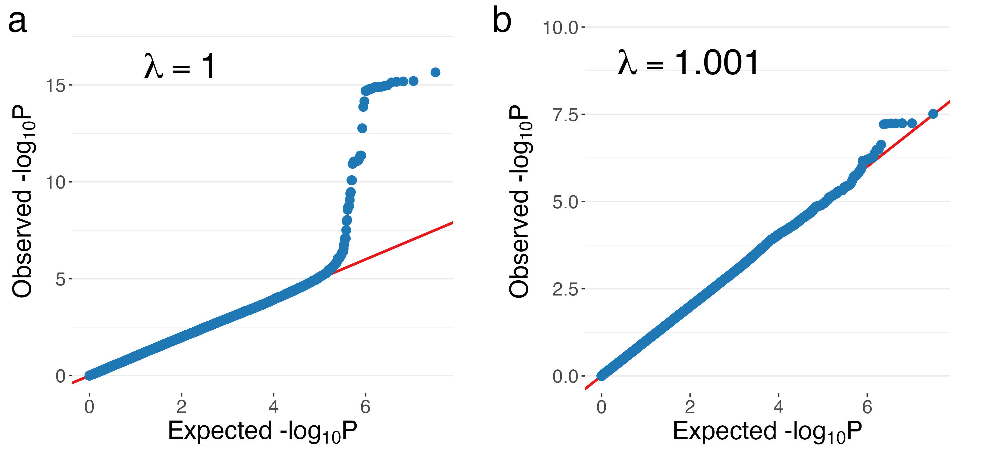 a
λ = 1
15
10
5
0
0 2 4 6
Expected -log₁₀P
Observed -log₁₀P
b
λ = 1.001
10.0
7.5
5.0
2.5
0.0
0 2 4 6
Expected -log₁₀P
Observed -log₁₀P